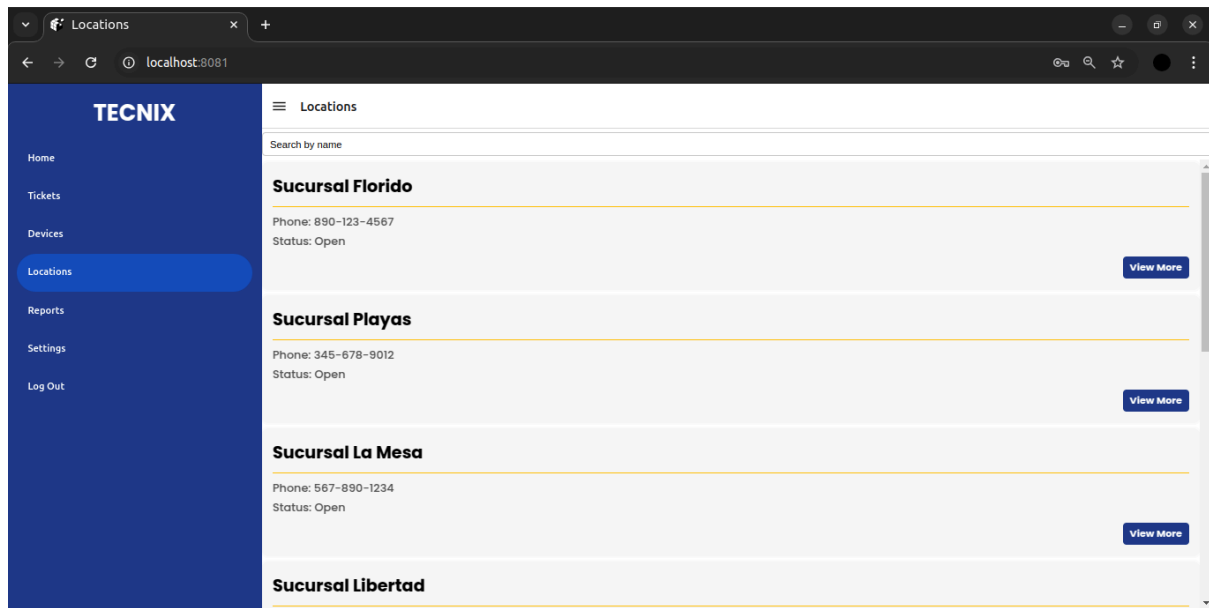 Locations
localhost:8081
TECNIX
Home
Tickets
Devices
Locations
Reports
Settings
Log Out
Locations
Search by name
Sucursal Florido
Phone: 890-123-4567
Status: Open
View More
Sucursal Playas
Phone: 345-678-9012
Status: Open
View More
Sucursal La Mesa
Phone: 567-890-1234
Status: Open
View More
Sucursal Libertad